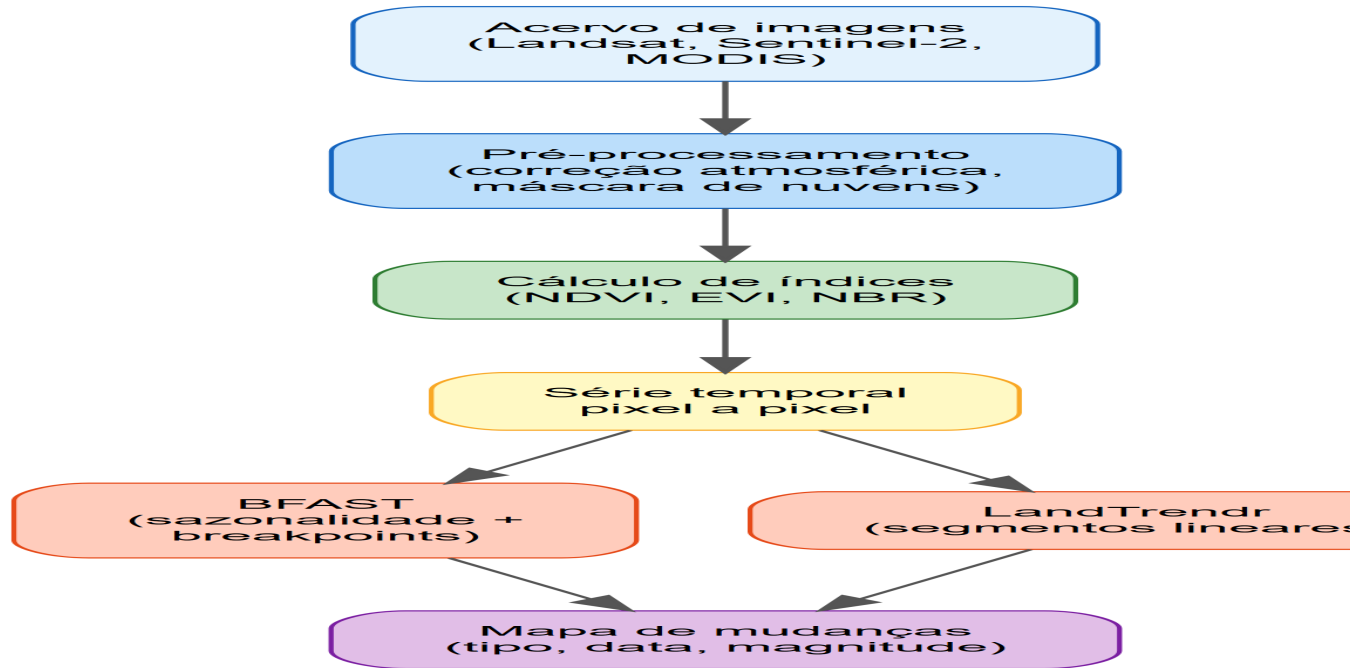 Acervo de imagens
(Landsat, Sentinel-2,
MODIS)
Pré-processamento
(correção atmosférica,
máscara de nuvens)
Cálculo de índices
(NDVI, EVI, NBR)
Série temporal
pixel a pixel
BFAST
(sazonalidade +
breakpoints)
LandTrendr
(segmentos lineares
Mapa de mudanças
(tipo, data, magnitude)